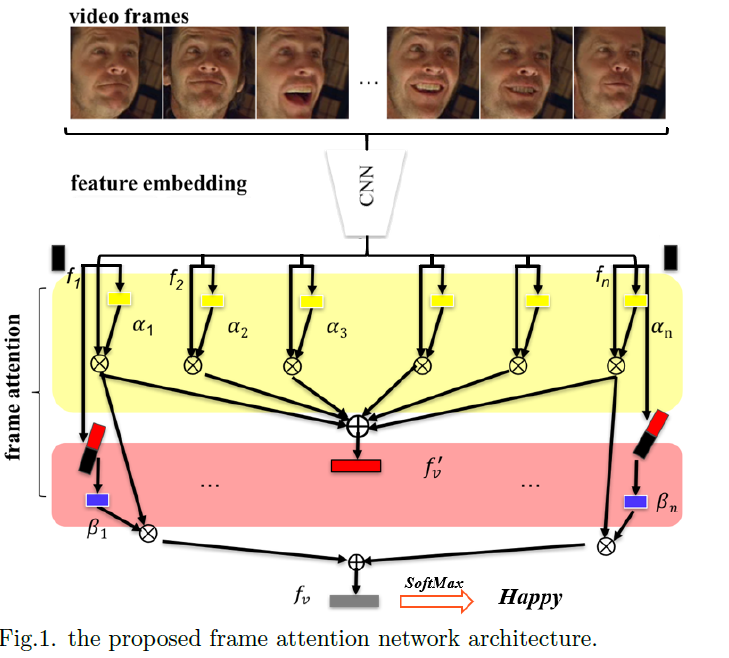 video frames
...
feature embedding
CNN
f1
f2
fn
α1
α2
α3
αn
frame attention
f′v
...
...
β1
βn
fv
SoftMax
Happy
Fig.1. the proposed frame attention network architecture.